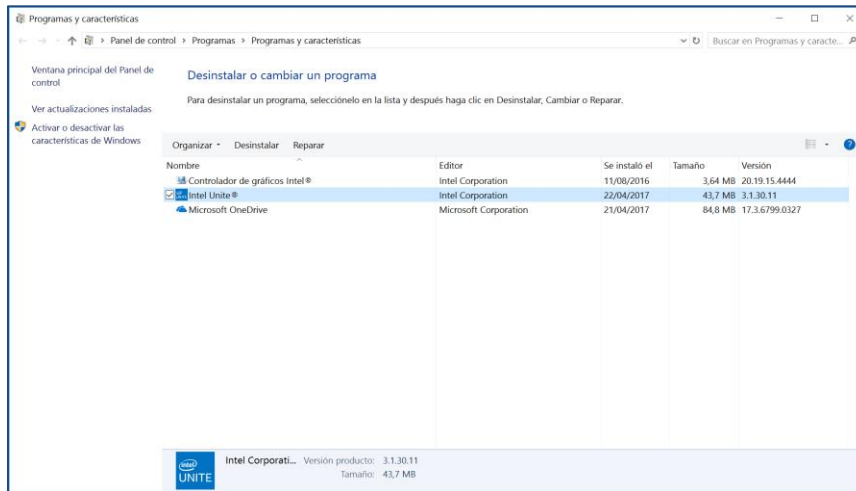 Programas y características
Panel de control > Programas > Programas y características
Buscar en Programas y caracte...
Ventana principal del Panel de
control
Ver actualizaciones instaladas
Activar o desactivar las
características de Windows
Desinstalar o cambiar un programa
Para desinstalar un programa, selecciónelo en la lista y después haga clic en Desinstalar, Cambiar o Reparar.
Organizar Desinstalar Reparar
Nombre Editor Se instaló el Tamaño Versión
Controlador de gráficos Intel® Intel Corporation 11/08/2016 3,64 MB 20.19.15.4444
Intel Unite® Intel Corporation 22/04/2017 43,7 MB 3.1.30.11
Microsoft OneDrive Microsoft Corporation 21/04/2017 84,8 MB 17.3.6799.0327
intel UNITE
Intel Corporati... Versión producto: 3.1.30.11
Tamaño: 43,7 MB